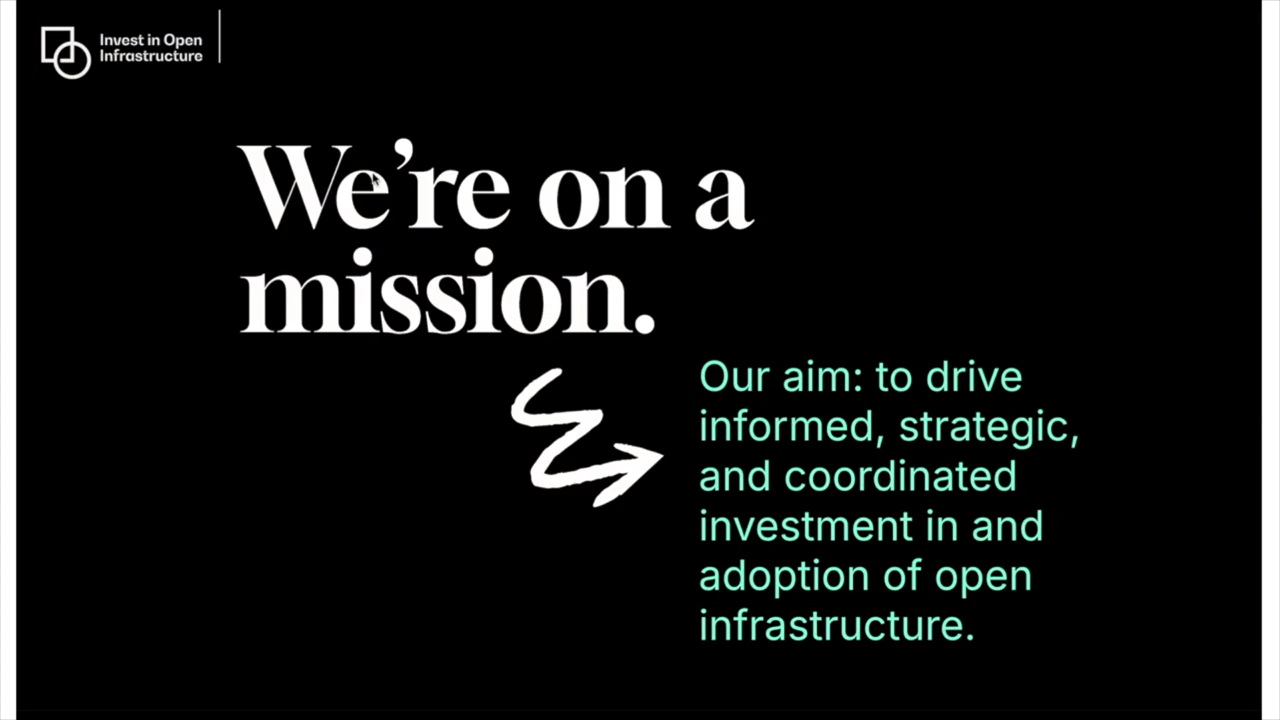 Invest in Open
Infrastructure
We’re on a
mission.
Our aim: to drive
informed, strategic,
and coordinated
investment in and
adoption of open
infrastructure.